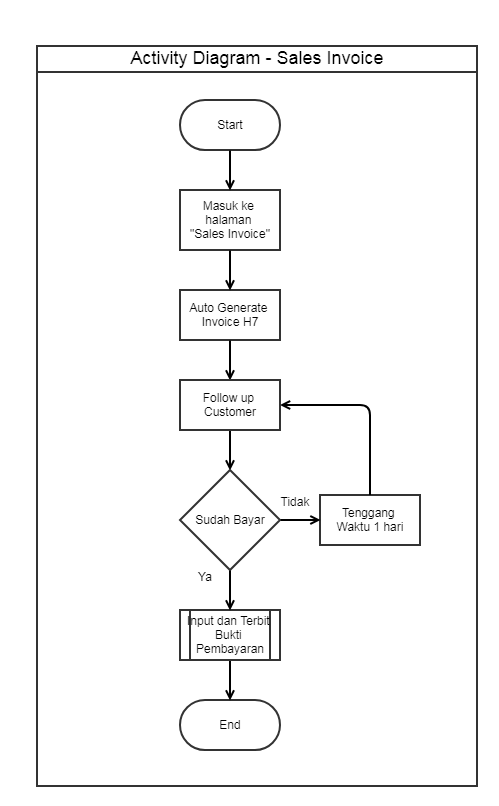 Activity Diagram - Sales Invoice
Start
Masuk ke
halaman
"Sales Invoice"
Auto Generate
Invoice H7
Follow up
Customer
Sudah Bayar
Tidak
Tenggang
Waktu 1 hari
Ya
Input dan Terbit
Bukti
Pembayaran
End